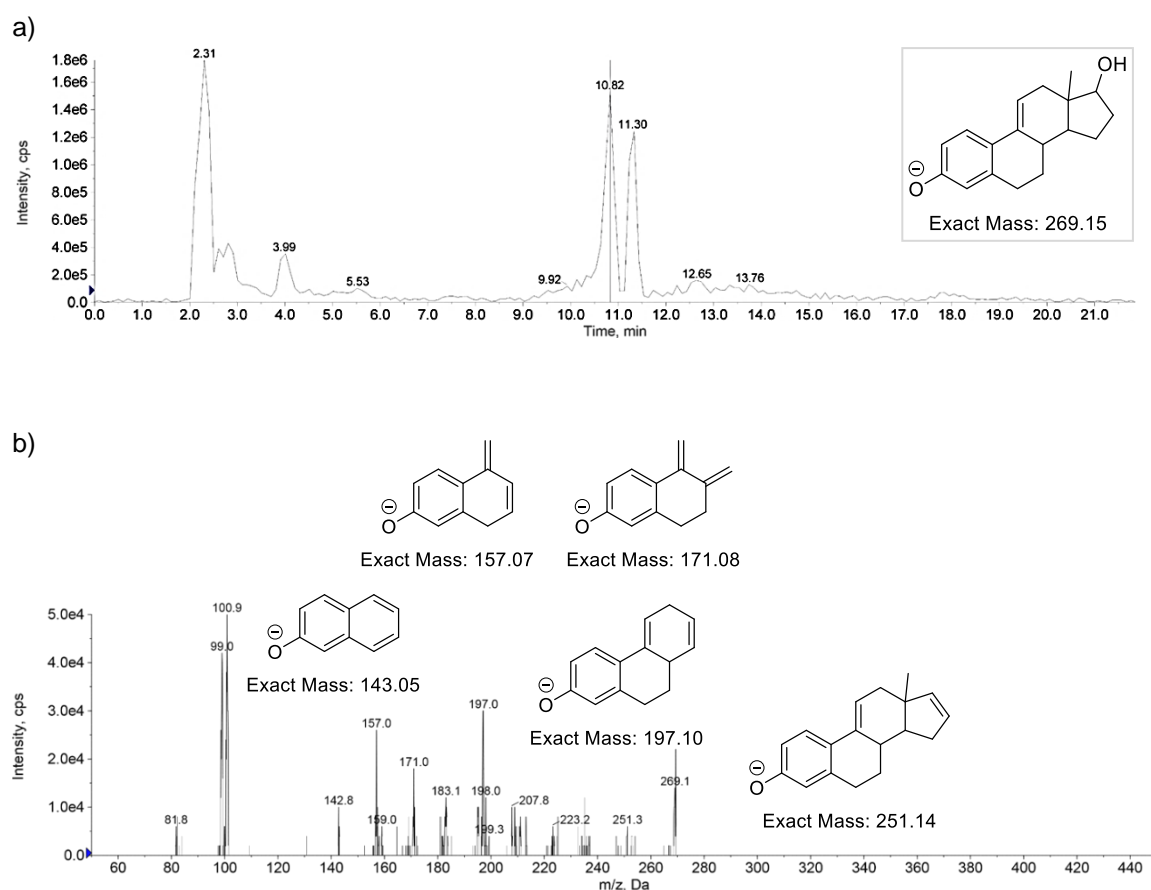 a)
1.8e6
1.6e6
1.4e6
1.2e6
1.0e6
8.0e5
6.0e5
4.0e5
2.0e5
0.0
Intensity, cps
2.31
3.99
5.53
9.92
10.82
11.30
12.65
13.76
0.0 1.0 2.0 3.0 4.0 5.0 6.0 7.0 8.0 9.0 10.0 11.0 12.0 13.0 14.0 15.0 16.0 17.0 18.0 19.0 20.0 21.0
Time, min
OH
⊖
O
Exact Mass: 269.15
b)
⊖
O
Exact Mass: 157.07
⊖
O
Exact Mass: 171.08
⊖
O
Exact Mass: 143.05
⊖
O
Exact Mass: 197.10
⊖
O
Exact Mass: 251.14
5.0e4
4.0e4
3.0e4
2.0e4
1.0e4
0.0
Intensity, cps
81.8
99.0
100.9
142.8
157.0
159.0
171.0
183.1
197.0
198.0
199.3
207.8
223.2
251.3
269.1
60 80 100 120 140 160 180 200 220 240 260 280 300 320 340 360 380 400 420 440
m/z, Da